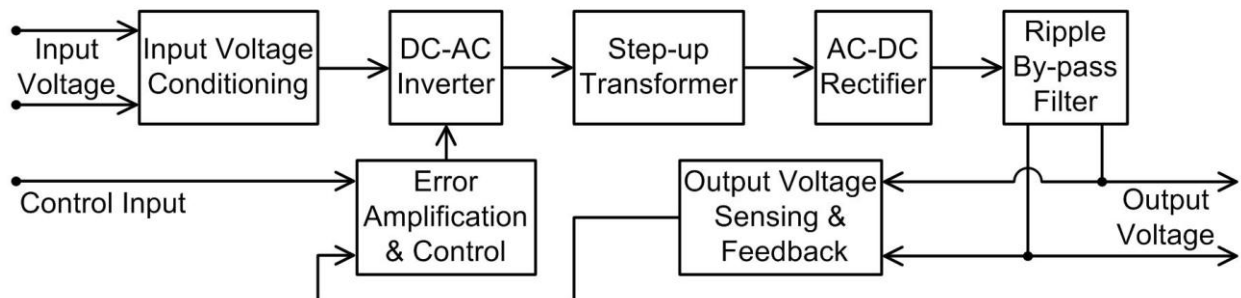 Input
Voltage
Input Voltage
Conditioning
DC-AC
Inverter
Step-up
Transformer
AC-DC
Rectifier
Ripple
By-pass
Filter
Control Input
Error
Amplification
& Control
Output Voltage
Sensing &
Feedback
Output
Voltage